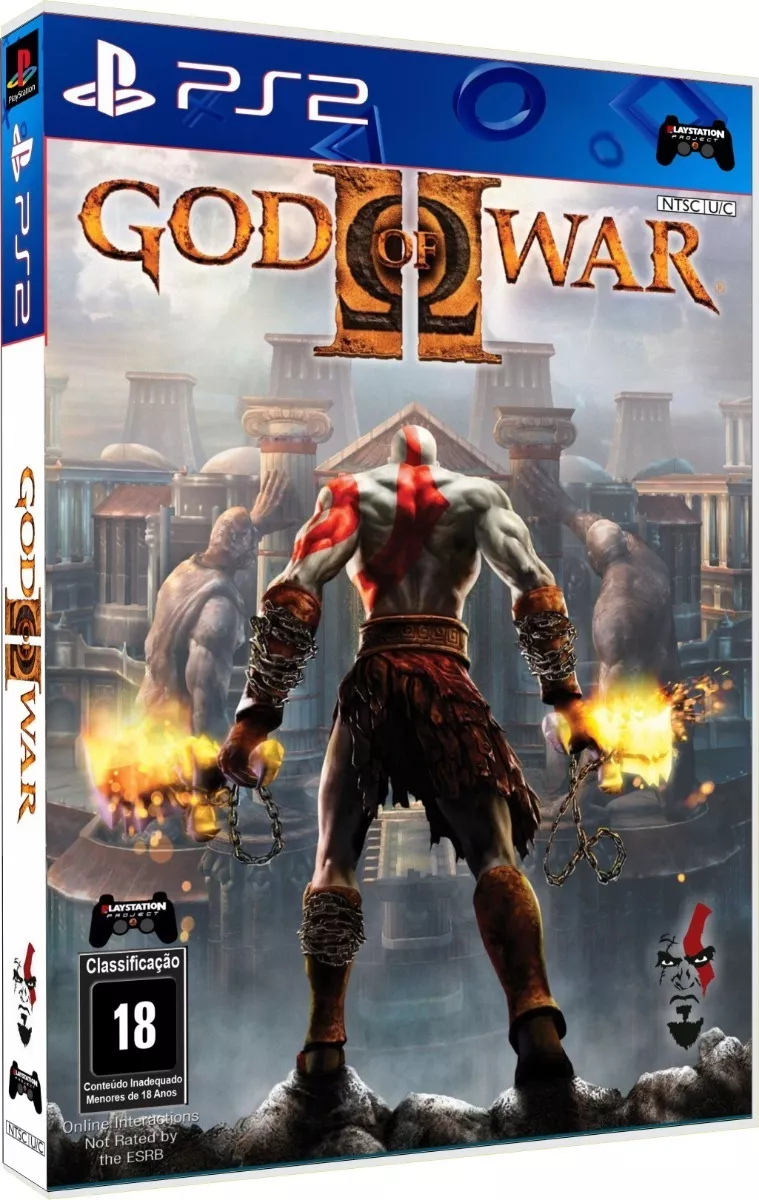 PlayStation
PS2
GOD
OF
II
WAR
NTSC U/C
PS2
PLAYSTATION
PROJECT
NTSC U/C
GOD OF WAR
II
PLAYSTATION
PROJECT
Classificação
18
Conteúdo Inadequado
Menores de 18 Anos
Online Interactions
Not Rated by
the ESRB